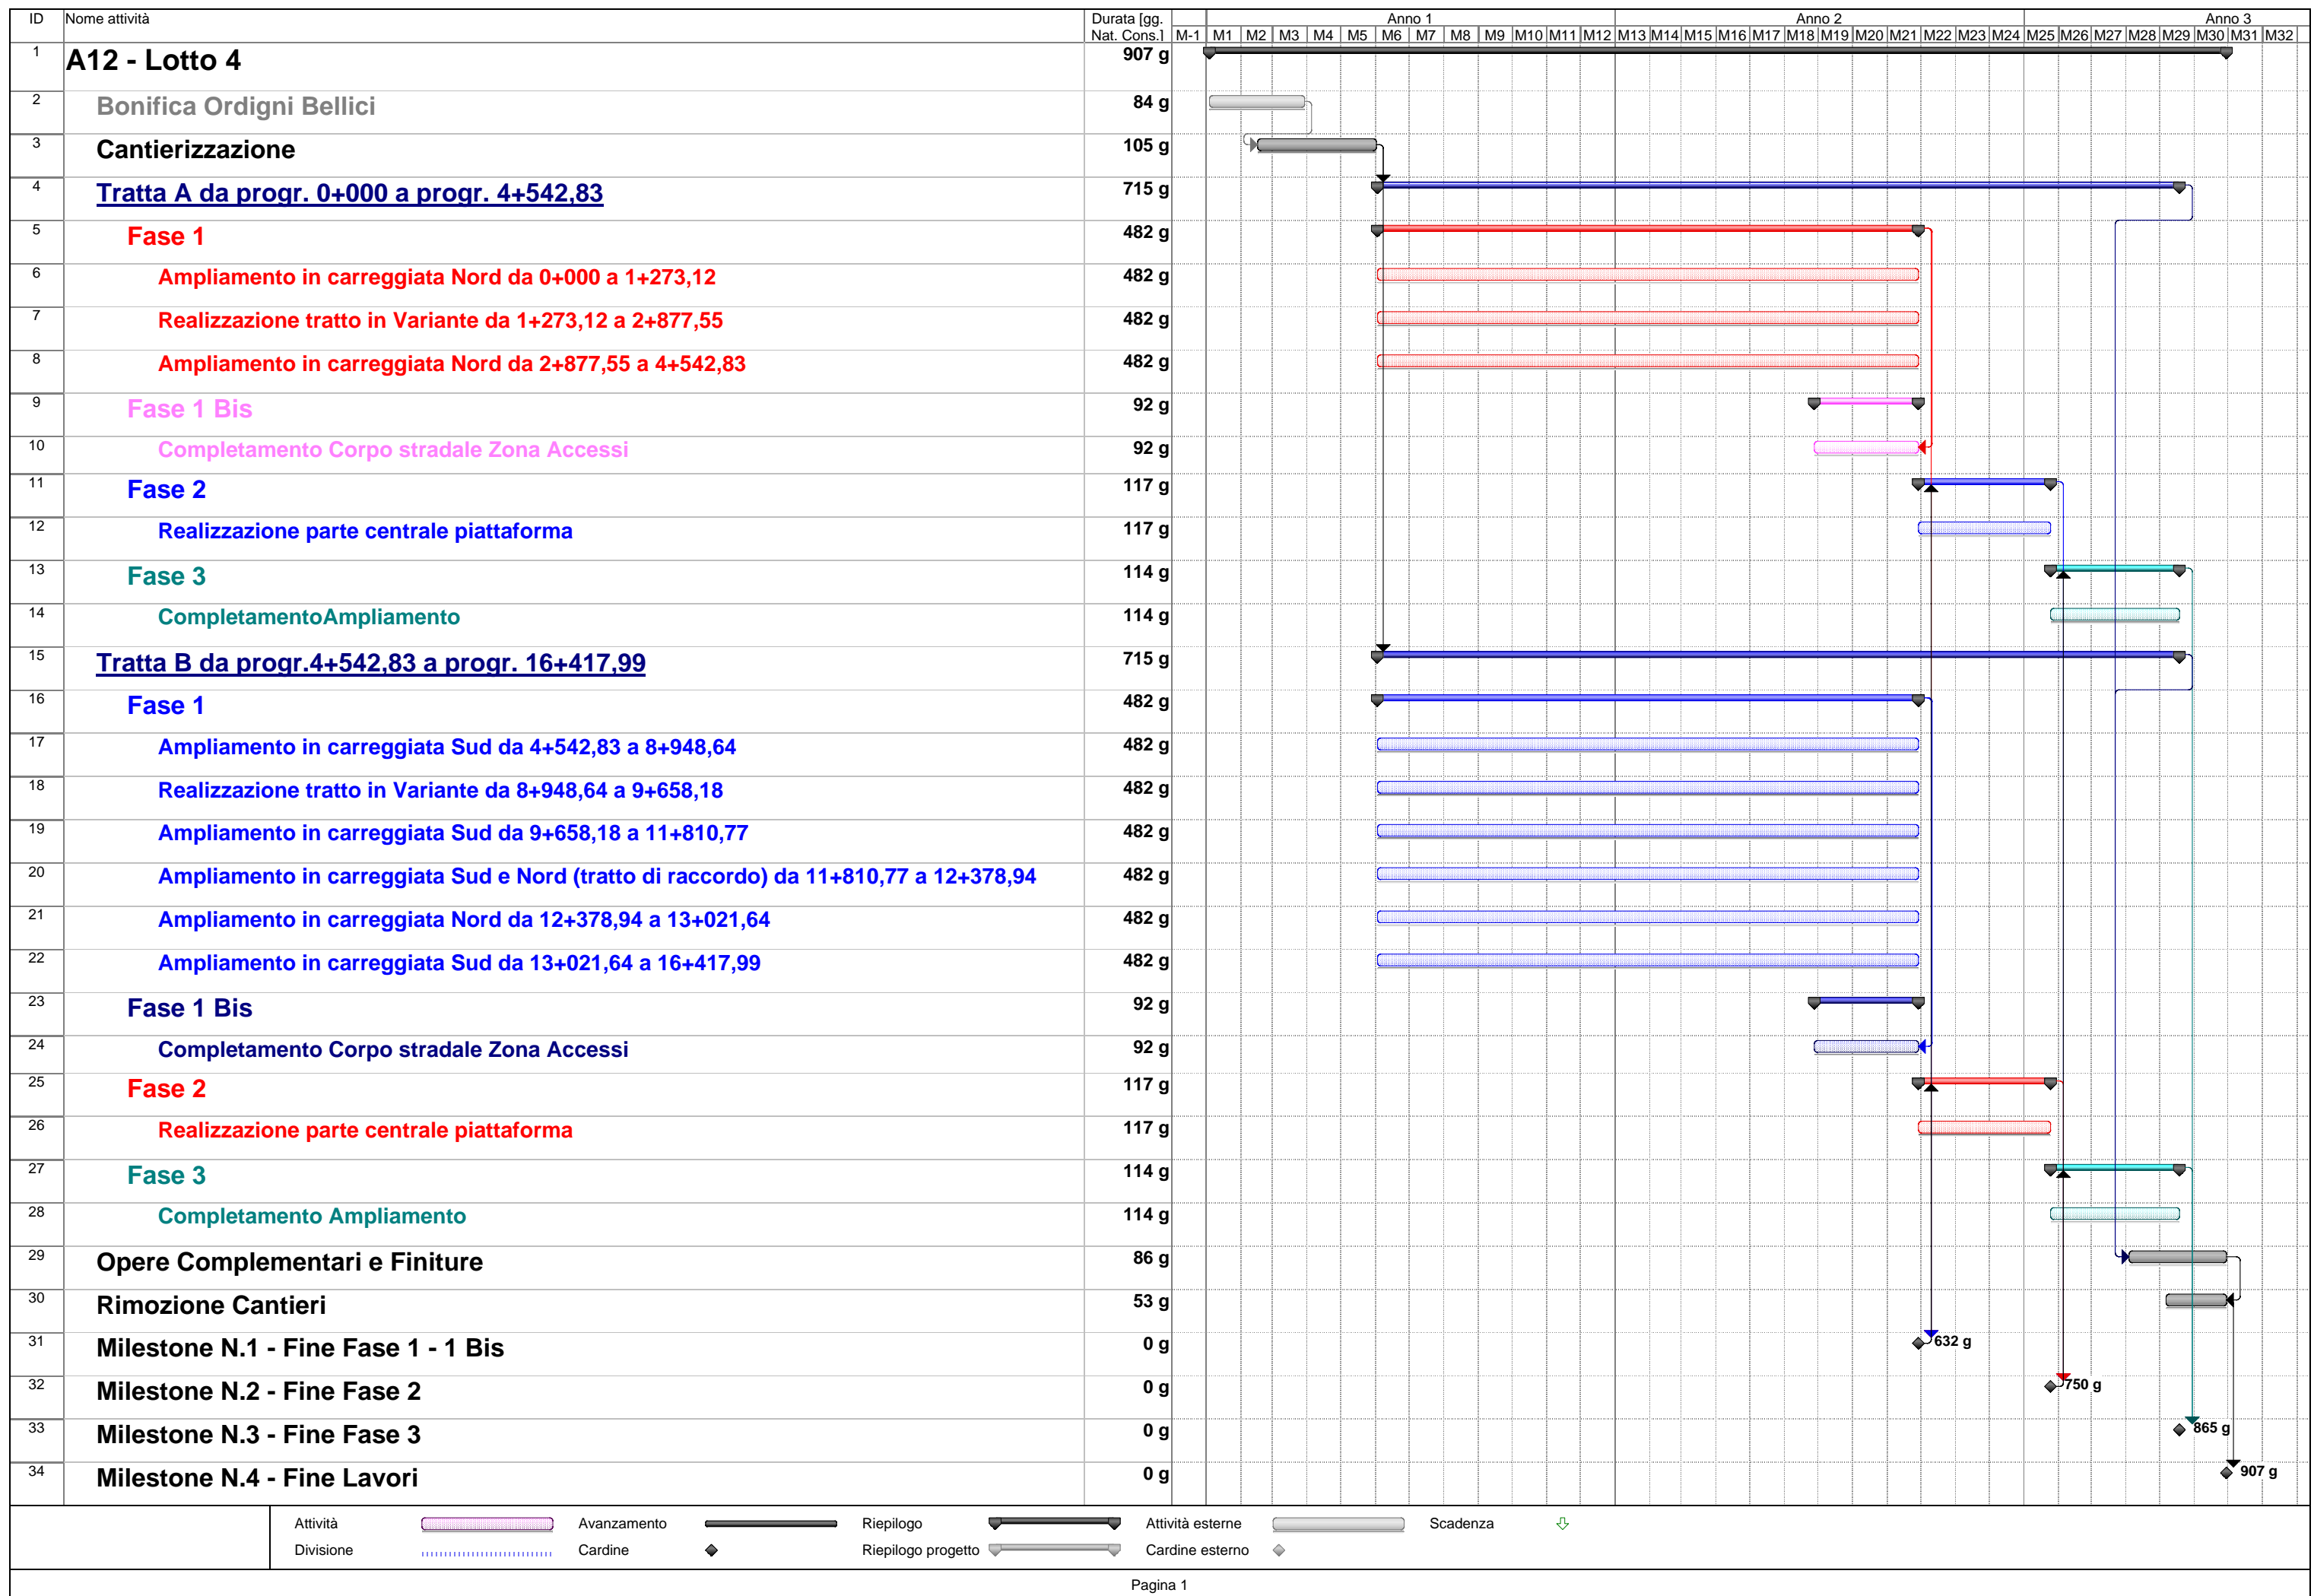 ID Nome attività Durata [gg. Nat. Cons.] Anno 1 Anno 2 Anno 3
M-1 M1 M2 M3 M4 M5 M6 M7 M8 M9 M10 M11 M12 M13 M14 M15 M16 M17 M18 M19 M20 M21 M22 M23 M24 M25 M26 M27 M28 M29 M30 M31 M32
1 A12 - Lotto 4 907 g
2 Bonifica Ordigni Bellici 84 g
3 Cantierizzazione 105 g
4 Tratta A da progr. 0+000 a progr. 4+542,83 715 g
5 Fase 1 482 g
6 Ampliamento in carreggiata Nord da 0+000 a 1+273,12 482 g
7 Realizzazione tratto in Variante da 1+273,12 a 2+877,55 482 g
8 Ampliamento in carreggiata Nord da 2+877,55 a 4+542,83 482 g
9 Fase 1 Bis 92 g
10 Completamento Corpo stradale Zona Accessi 92 g
11 Fase 2 117 g
12 Realizzazione parte centrale piattaforma 117 g
13 Fase 3 114 g
14 CompletamentoAmpliamento 114 g
15 Tratta B da progr.4+542,83 a progr. 16+417,99 715 g
16 Fase 1 482 g
17 Ampliamento in carreggiata Sud da 4+542,83 a 8+948,64 482 g
18 Realizzazione tratto in Variante da 8+948,64 a 9+658,18 482 g
19 Ampliamento in carreggiata Sud da 9+658,18 a 11+810,77 482 g
20 Ampliamento in carreggiata Sud e Nord (tratto di raccordo) da 11+810,77 a 12+378,94 482 g
21 Ampliamento in carreggiata Nord da 12+378,94 a 13+021,64 482 g
22 Ampliamento in carreggiata Sud da 13+021,64 a 16+417,99 482 g
23 Fase 1 Bis 92 g
24 Completamento Corpo stradale Zona Accessi 92 g
25 Fase 2 117 g
26 Realizzazione parte centrale piattaforma 117 g
27 Fase 3 114 g
28 Completamento Ampliamento 114 g
29 Opere Complementari e Finiture 86 g
30 Rimozione Cantieri 53 g
31 Milestone N.1 - Fine Fase 1 - 1 Bis 0 g 632 g
32 Milestone N.2 - Fine Fase 2 0 g 750 g
33 Milestone N.3 - Fine Fase 3 0 g 865 g
34 Milestone N.4 - Fine Lavori 0 g 907 g
Attività Avanzamento Riepilogo Attività esterne Scadenza
Divisione Cardine Riepilogo progetto Cardine esterno
Pagina 1